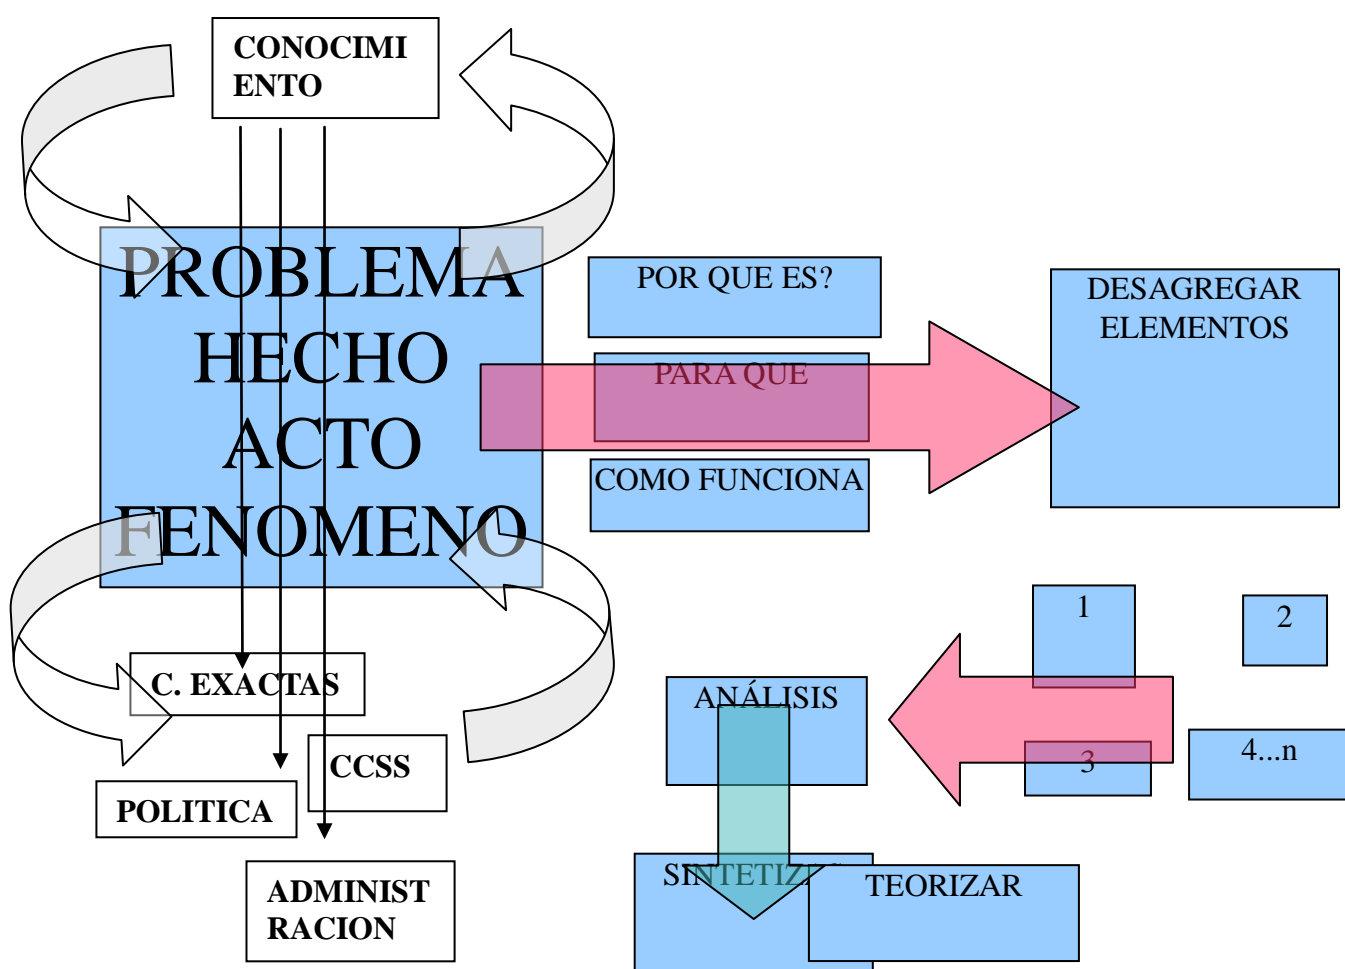 CONOCIMI
ENTO
PROBLEMA
HECHO
ACTO
FENOMENO
POR QUE ES?
PARA QUE
COMO FUNCIONA
DESAGREGAR
ELEMENTOS
1
2
3
4...n
ANÁLISIS
C. EXACTAS
CCSS
POLITICA
ADMINIST
RACION
SINTETIZAR
TEORIZAR